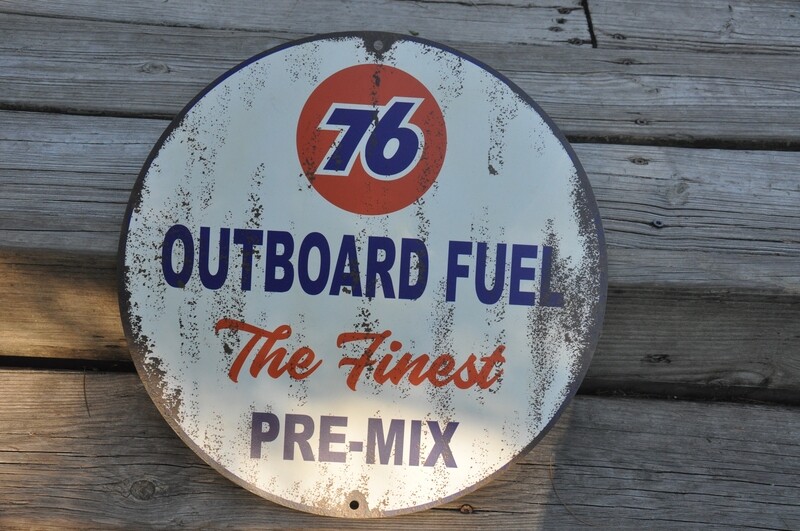 76
OUTBOARD FUEL
The Finest
PRE-MIX